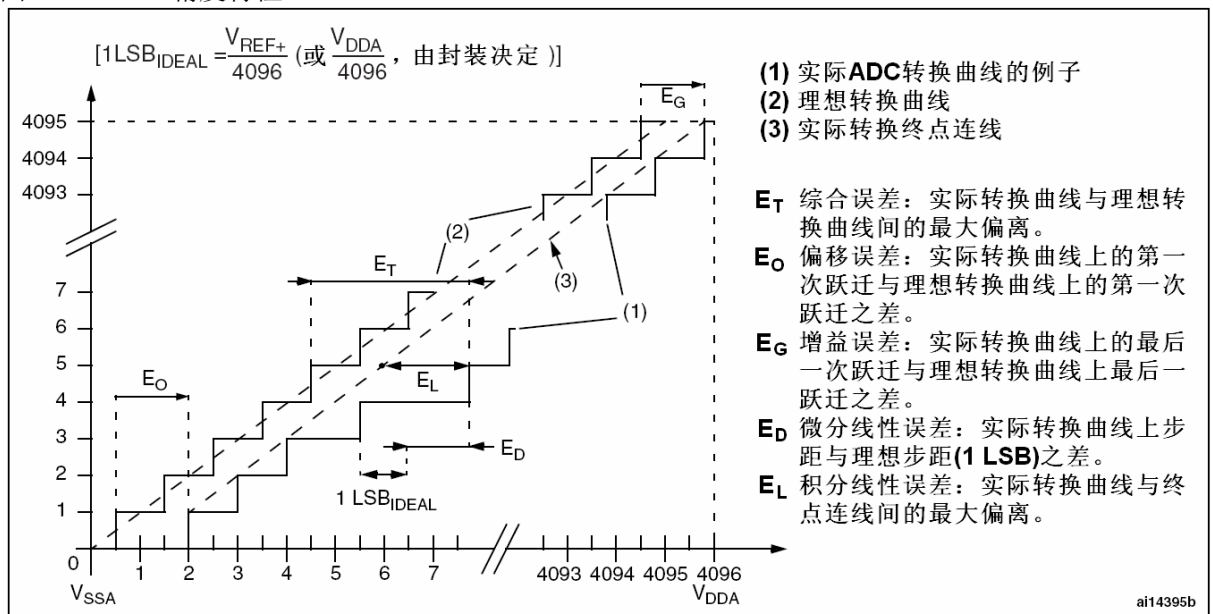 [1LSB_IDEAL = V_REF+ / 4096 (或 V_DDA / 4096 ，由封装决定 )]
E_G
4095
4094
4093
(2)
E_T
(3)
7
(1)
6
5
E_L
E_O
4
3
E_D
2
1 LSB_IDEAL
1
0
1 2 3 4 5 6 7 4093 4094 4095 4096
V_SSA
V_DDA
(1) 实际ADC转换曲线的例子
(2) 理想转换曲线
(3) 实际转换终点连线
E_T 综合误差：实际转换曲线与理想转
换曲线间的最大偏离。
E_O 偏移误差：实际转换曲线上的第一
次跃迁与理想转换曲线上的第一次
跃迁之差。
E_G 增益误差：实际转换曲线上的最后
一次跃迁与理想转换曲线上最后一
跃迁之差。
E_D 微分线性误差：实际转换曲线上步
距与理想步距(1 LSB)之差。
E_L 积分线性误差：实际转换曲线与终
点连线间的最大偏离。
ai14395b